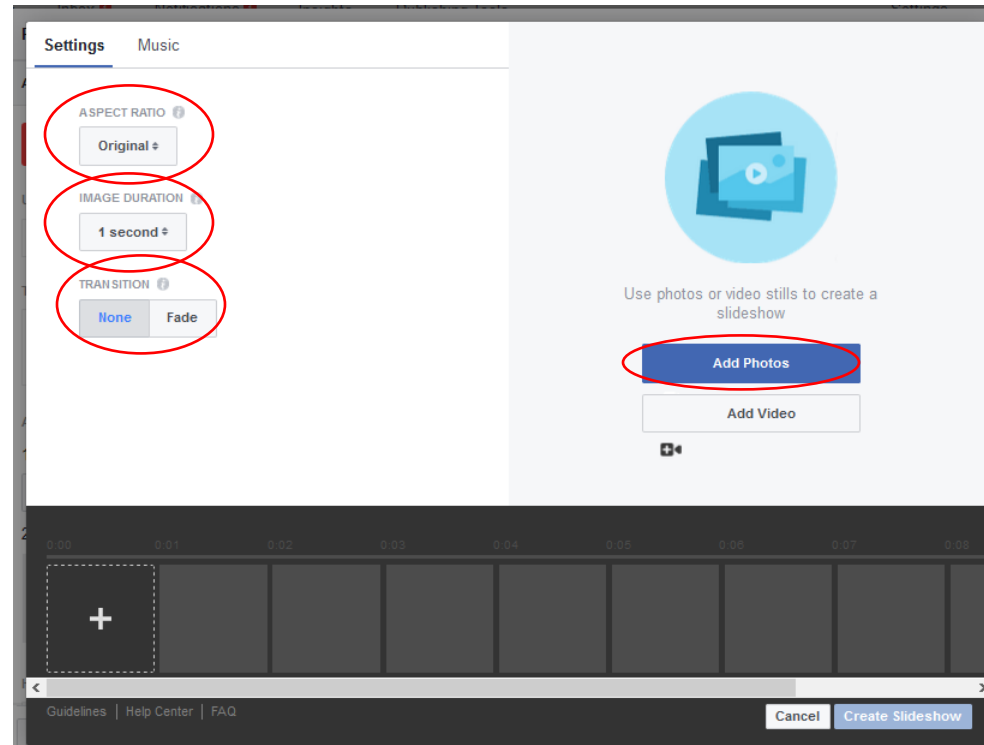 Settings Music
ASPECT RATIO
Original
IMAGE DURATION
1 second
TRANSITION
None Fade
Use photos or video stills to create a
slideshow
Add Photos
Add Video
0:00 0:01 0:02 0:03 0:04 0:05 0:06 0:07 0:08
Guidelines | Help Center | FAQ
Cancel Create Slideshow